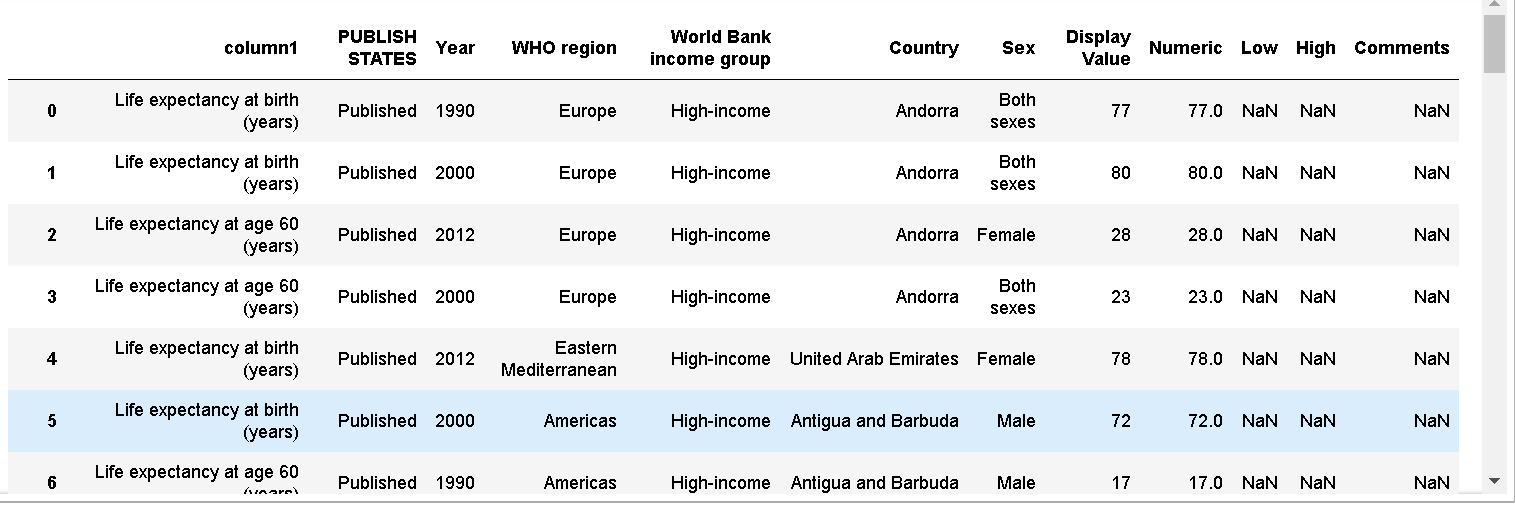 column1 PUBLISH STATES Year WHO region World Bank income group Country Sex Display Value Numeric Low High Comments
0 Life expectancy at birth (years) Published 1990 Europe High-income Andorra Both sexes 77 77.0 NaN NaN NaN
1 Life expectancy at birth (years) Published 2000 Europe High-income Andorra Both sexes 80 80.0 NaN NaN NaN
2 Life expectancy at age 60 (years) Published 2012 Europe High-income Andorra Female 28 28.0 NaN NaN NaN
3 Life expectancy at age 60 (years) Published 2000 Europe High-income Andorra Both sexes 23 23.0 NaN NaN NaN
4 Life expectancy at birth (years) Published 2012 Eastern Mediterranean High-income United Arab Emirates Female 78 78.0 NaN NaN NaN
5 Life expectancy at birth (years) Published 2000 Americas High-income Antigua and Barbuda Male 72 72.0 NaN NaN NaN
6 Life expectancy at age 60 (years) Published 1990 Americas High-income Antigua and Barbuda Male 17 17.0 NaN NaN NaN